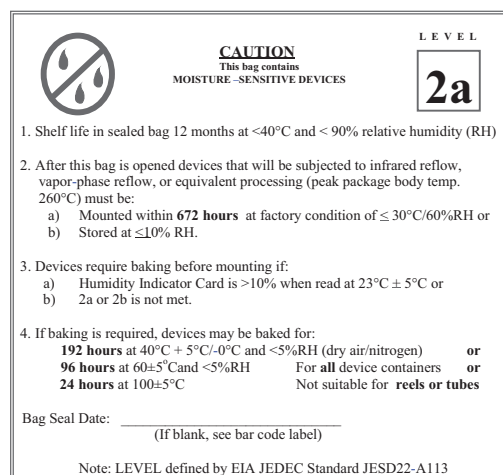 LEVEL
CAUTION
This bag contains
MOISTURE –SENSITIVE DEVICES
2a
1. Shelf life in sealed bag 12 months at <40°C and < 90% relative humidity (RH)
2. After this bag is opened devices that will be subjected to infrared reflow,
vapor-phase reflow, or equivalent processing (peak package body temp.
260°C) must be:
a) Mounted within 672 hours at factory condition of ≤ 30°C/60%RH or
b) Stored at ≤10% RH.
3. Devices require baking before mounting if:
a) Humidity Indicator Card is >10% when read at 23°C ± 5°C or
b) 2a or 2b is not met.
4. If baking is required, devices may be baked for:
192 hours at 40°C + 5°C/-0°C and <5%RH (dry air/nitrogen) or
96 hours at 60±5°Cand <5%RH For all device containers or
24 hours at 100±5°C Not suitable for reels or tubes
Bag Seal Date: ______________________________
(If blank, see bar code label)
Note: LEVEL defined by EIA JEDEC Standard JESD22-A113